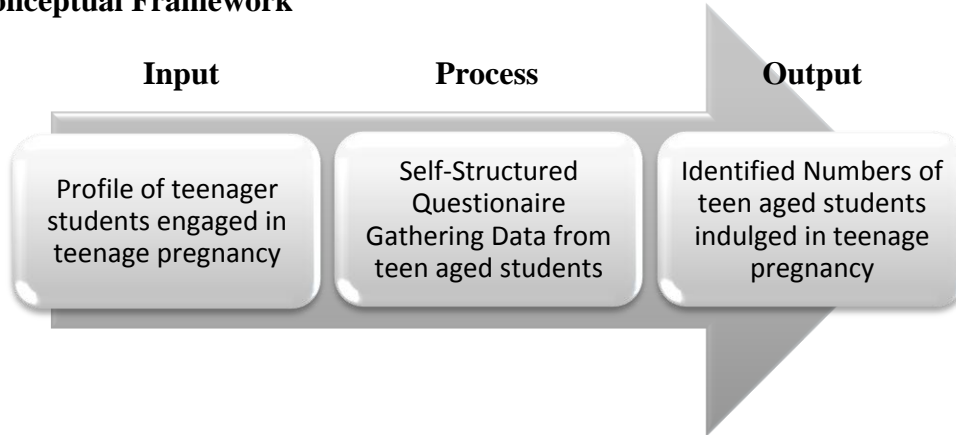 onceptual Framework
Input
Process
Output
Profile of teenager
students engaged in
teenage pregnancy
Self-Structured
Questionaire
Gathering Data from
teen aged students
Identified Numbers of
teen aged students
indulged in teenage
pregnancy